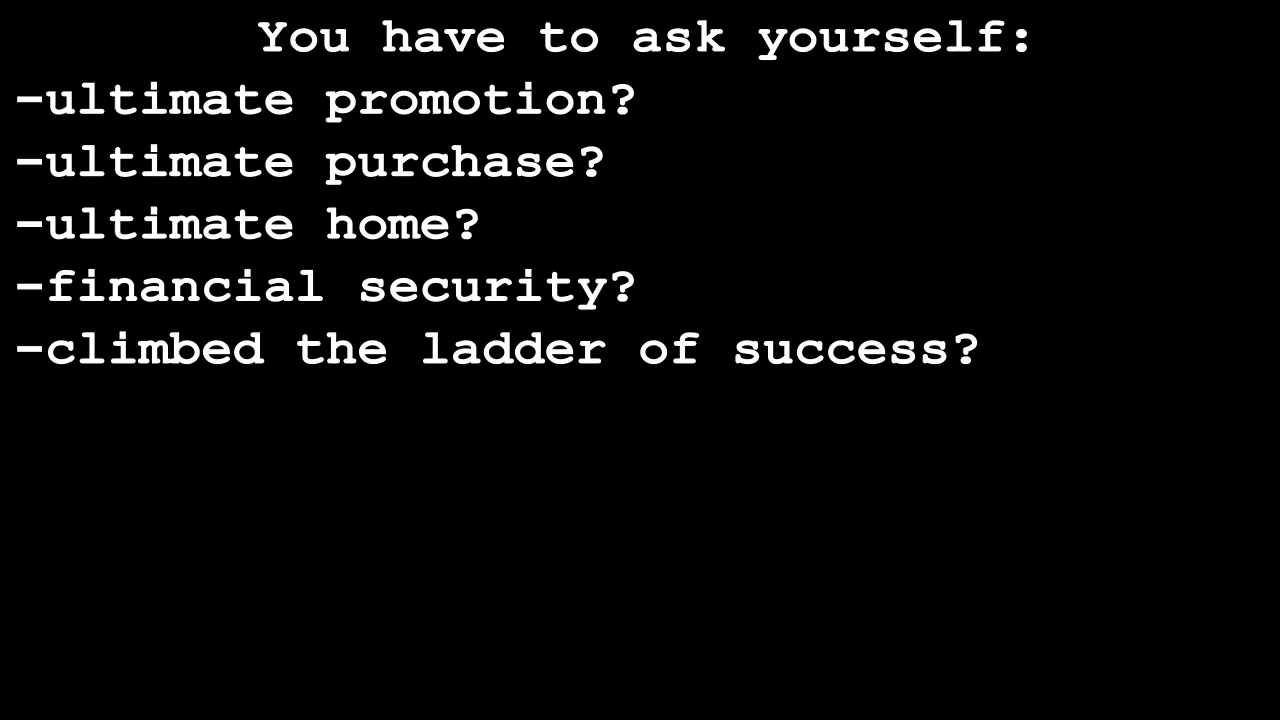 You have to ask yourself:
-ultimate promotion?
-ultimate purchase?
-ultimate home?
-financial security?
-climbed the ladder of success?